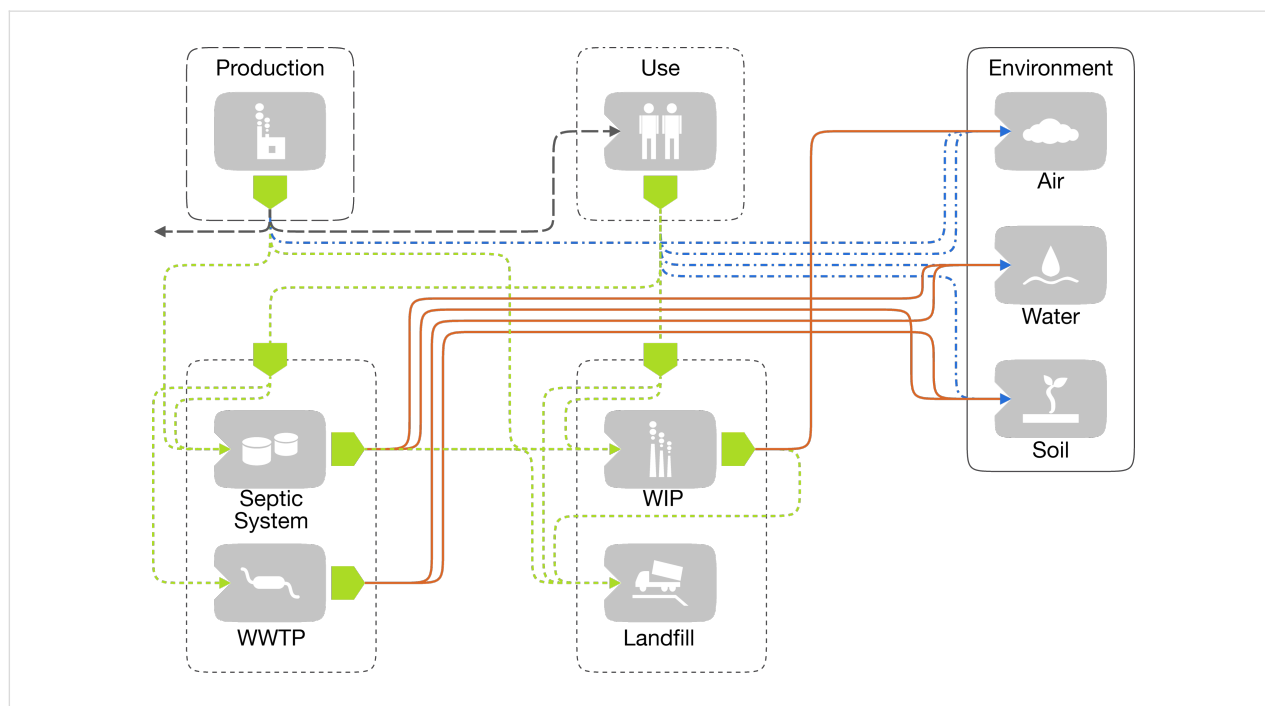 Production
Use
Environment
Air
Water
Soil
Septic
System
WIP
WWTP
Landfill